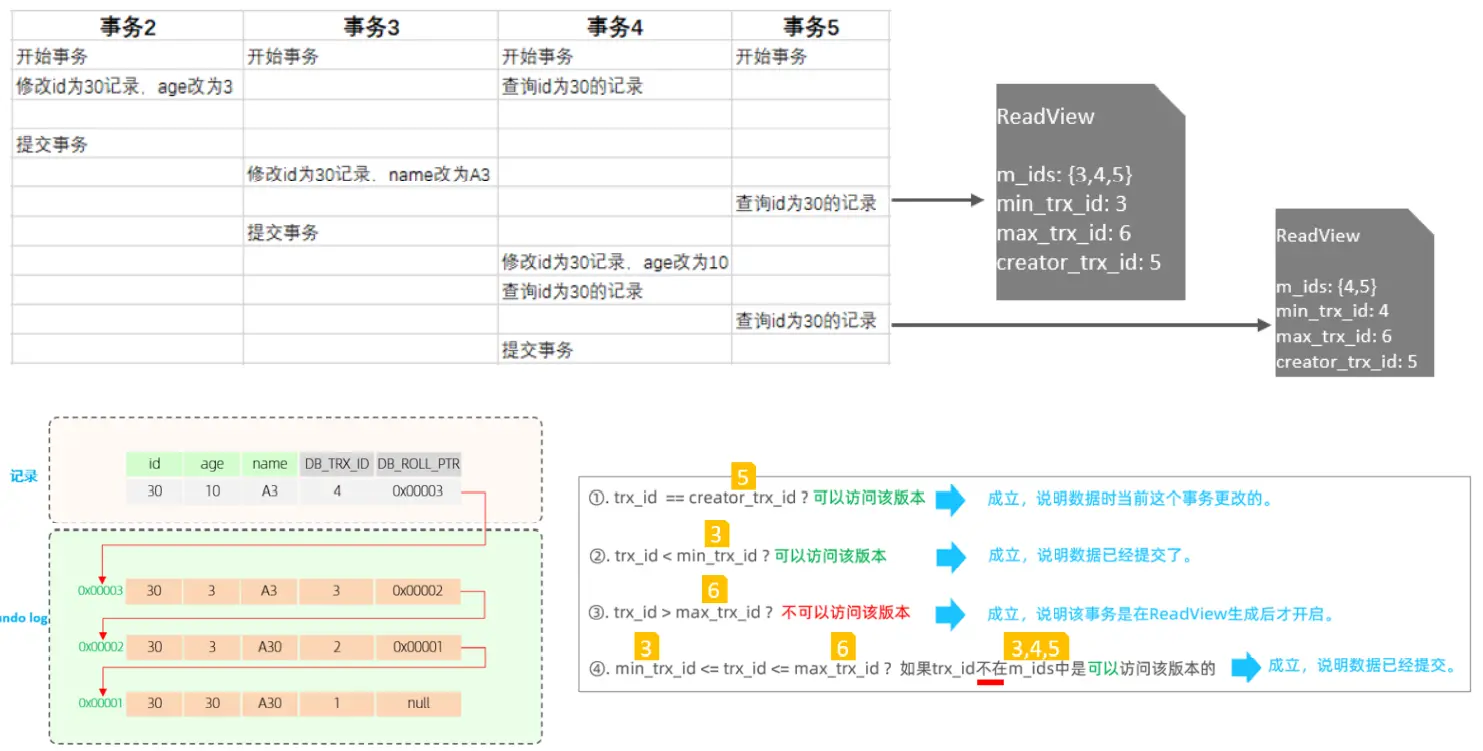 事务2 事务3 事务4 事务5
开始事务 开始事务 开始事务 开始事务
修改id为30记录，age改为3 查询id为30的记录
提交事务
修改id为30记录，name改为A3
查询id为30的记录
提交事务
修改id为30记录，age改为10
查询id为30的记录
查询id为30的记录
提交事务
ReadView
m_ids: {3,4,5}
min_trx_id: 3
max_trx_id: 6
creator_trx_id: 5
ReadView
m_ids: {4,5}
min_trx_id: 4
max_trx_id: 6
creator_trx_id: 5
记录
id age name DB_TRX_ID DB_ROLL_PTR
30 10 A3 4 0x00003
undo log
0x00003 30 3 A3 3 0x00002
0x00002 30 3 A30 2 0x00001
0x00001 30 30 A30 1 null
5
①. trx_id == creator_trx_id ? 可以访问该版本 成立，说明数据时当前这个事务更改的。
3
②. trx_id < min_trx_id ? 可以访问该版本 成立，说明数据已经提交了。
6
③. trx_id > max_trx_id ? 不可以访问该版本 成立，说明该事务是在ReadView生成后才开启。
3 6 3,4,5
④. min_trx_id <= trx_id <= max_trx_id ? 如果trx_id不在m_ids中是可以访问该版本的 成立，说明数据已经提交。